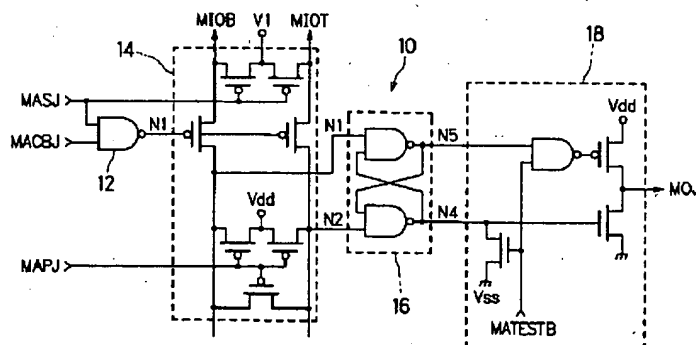 MIOB V1 MIOT
14
10
18
Vdd
MASJ
MACBJ
N1
12
N1
N5
MOJ
Vdd
N2
N4
MAPJ
16
Vss
MATESTB